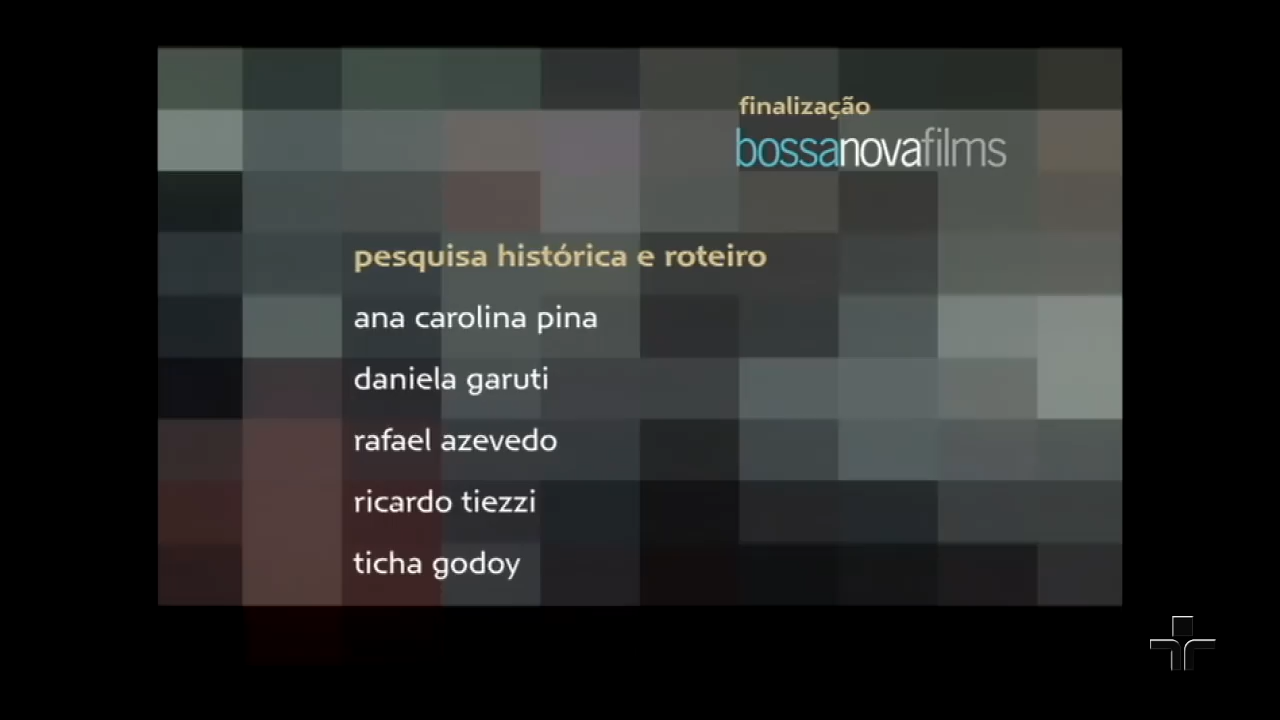 finalização
bossanovafilms
pesquisa histórica e roteiro
ana carolina pina
daniela garuti
rafael azevedo
ricardo tiezzi
ticha godoy